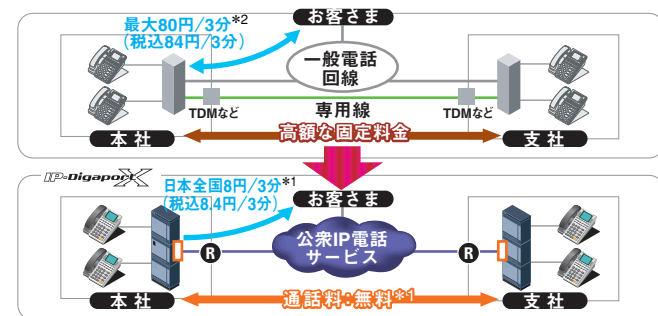 お客さま
最大80円/3分*2
(税込84円/3分)
一般電話
回線
TDMなど
専用線
TDMなど
本社
高額な固定料金
支社
IP-DigaportX
日本全国8円/3分*1
(税込8.4円/3分)
お客さま
公衆IP電話
サービス
R
R
本社
通話料:無料*1
支社